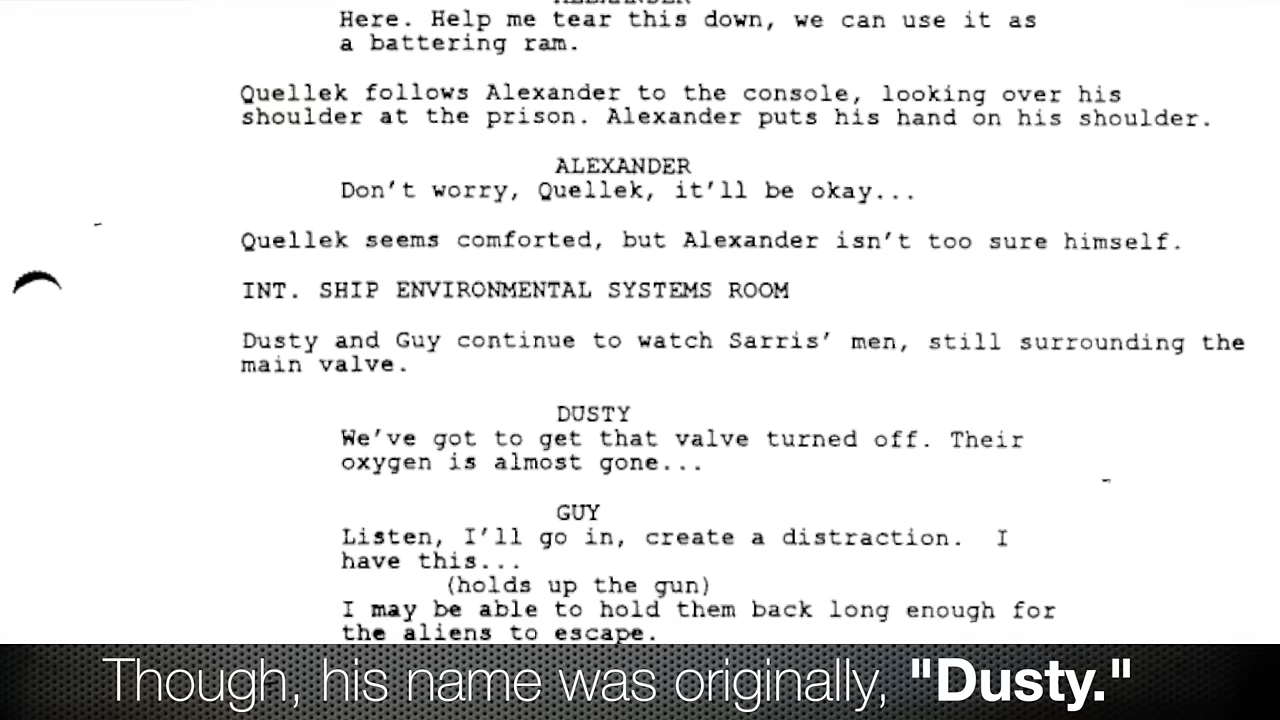 ALEXANDER
Here. Help me tear this down, we can use it as
a battering ram.
Quellek follows Alexander to the console, looking over his
shoulder at the prison. Alexander puts his hand on his shoulder.
ALEXANDER
Don't worry, Quellek, it'll be okay...
Quellek seems comforted, but Alexander isn't too sure himself.
INT. SHIP ENVIRONMENTAL SYSTEMS ROOM
Dusty and Guy continue to watch Sarris' men, still surrounding the
main valve.
DUSTY
We've got to get that valve turned off. Their
oxygen is almost gone...
GUY
Listen, I'll go in, create a distraction.  I
have this...
(holds up the gun)
I may be able to hold them back long enough for
the aliens to escape.
Though, his name was originally, "Dusty."